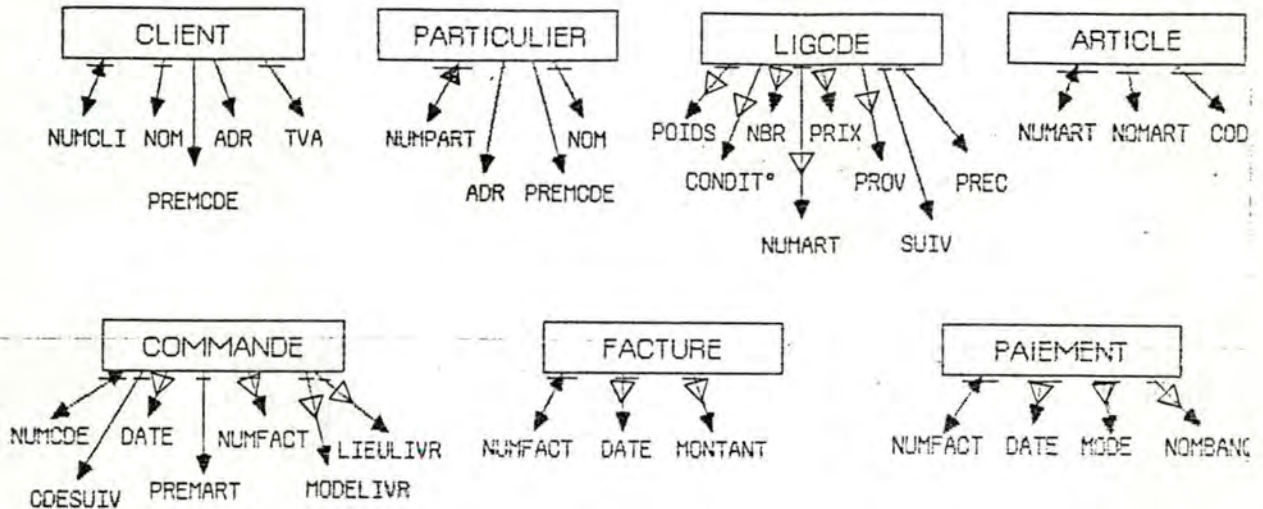 CLIENT PARTICULIER LIGCDE ARTICLE
NUMCLI NOM ADR TVA NUMPART NOM POIDS NBR PRIX NUMART NOMART COD
PREMCDE ADR PREMCDE CONDIT° PROV PREC
NUMART SUIV
COMMANDE FACTURE PAIEMENT
NUMCDE DATE NUMFACT LIEULIVR NUMFACT DATE MONTANT NUMFACT DATE MODE NOMBANQ
CDESUIV PREMART MODELIVR